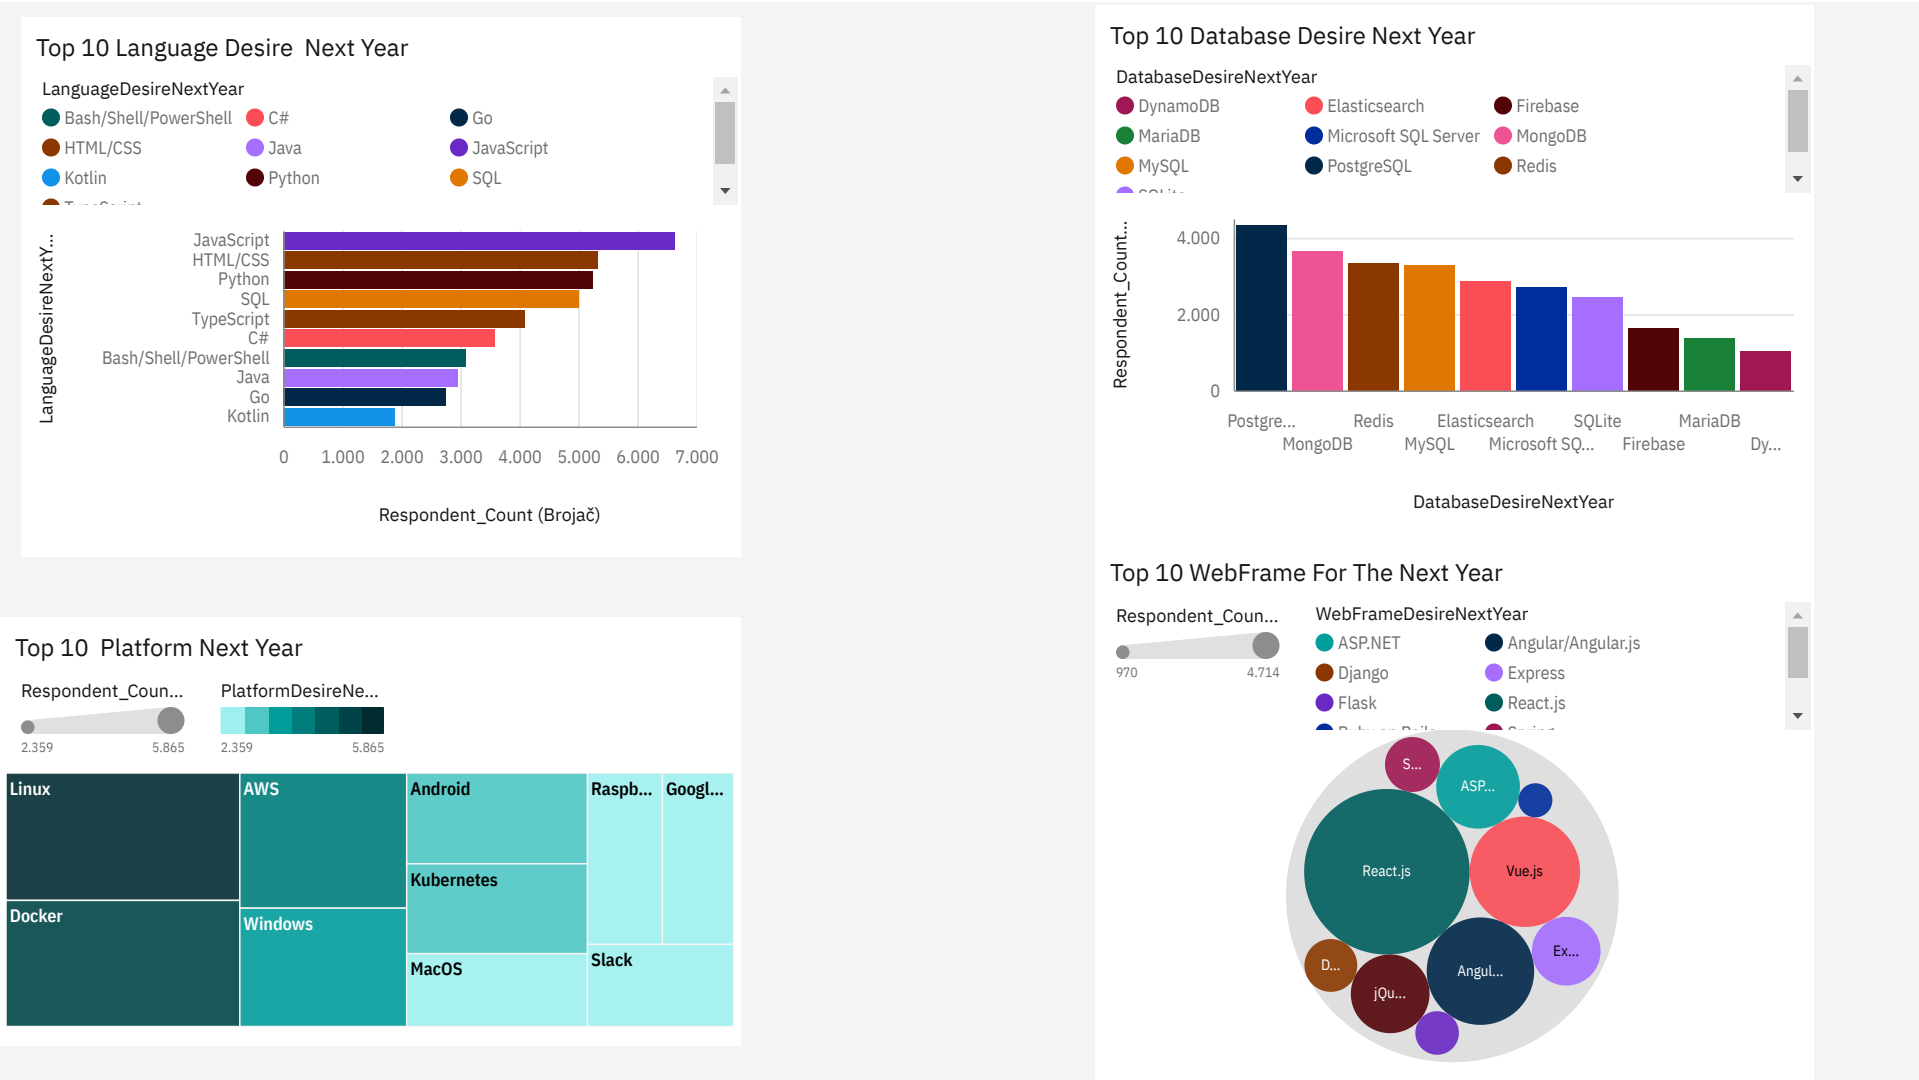 Top 10 Language Desire  Next Year
LanguageDesireNextYear
Bash/Shell/PowerShell
C#
Go
HTML/CSS
Java
JavaScript
Kotlin
Python
SQL
TypeScript
LanguageDesireNextY...
JavaScript
HTML/CSS
Python
SQL
TypeScript
C#
Bash/Shell/PowerShell
Java
Go
Kotlin
0 1.000 2.000 3.000 4.000 5.000 6.000 7.000
Respondent_Count (Brojač)
Top 10 Database Desire Next Year
DatabaseDesireNextYear
DynamoDB
Elasticsearch
Firebase
MariaDB
Microsoft SQL Server
MongoDB
MySQL
PostgreSQL
Redis
SQLite
Respondent_Count...
4.000
2.000
0
Postgre...
MongoDB
Redis
MySQL
Elasticsearch
Microsoft SQ...
SQLite
Firebase
MariaDB
Dy...
DatabaseDesireNextYear
Top 10  Platform Next Year
Respondent_Coun...
2.359 5.865
PlatformDesireNe...
2.359 5.865
Linux
Docker
AWS
Windows
Android
Kubernetes
MacOS
Raspb...
Googl...
Slack
Top 10 WebFrame For The Next Year
Respondent_Coun...
970 4.714
WebFrameDesireNextYear
ASP.NET
Angular/Angular.js
Django
Express
Flask
React.js
Ruby on Rails
Spring
S...
ASP...
React.js
Vue.js
Ex...
D...
Angul...
jQu...